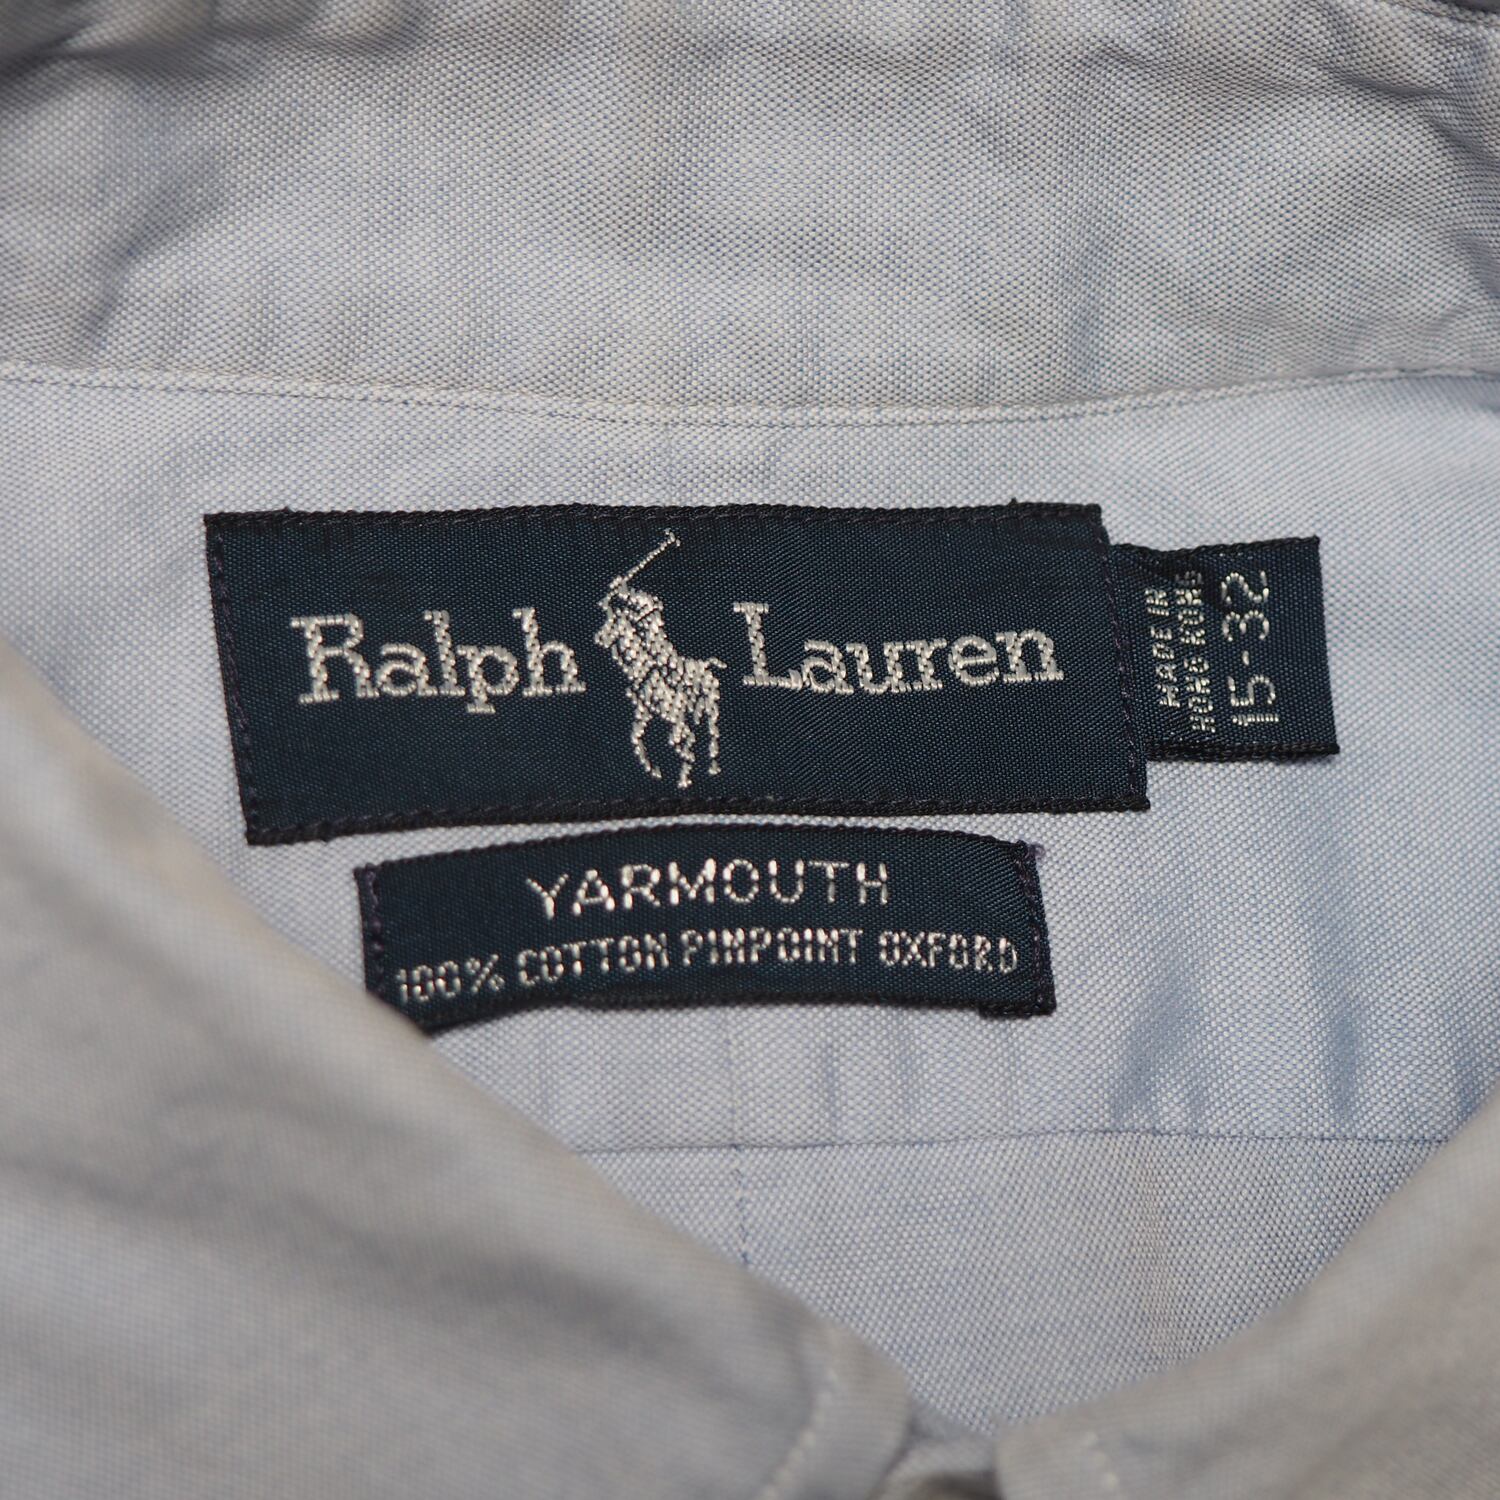 Ralph Lauren
MADE IN
HONG KONG
15-32
YARMOUTH
100% COTTON PINPOINT OXFORD